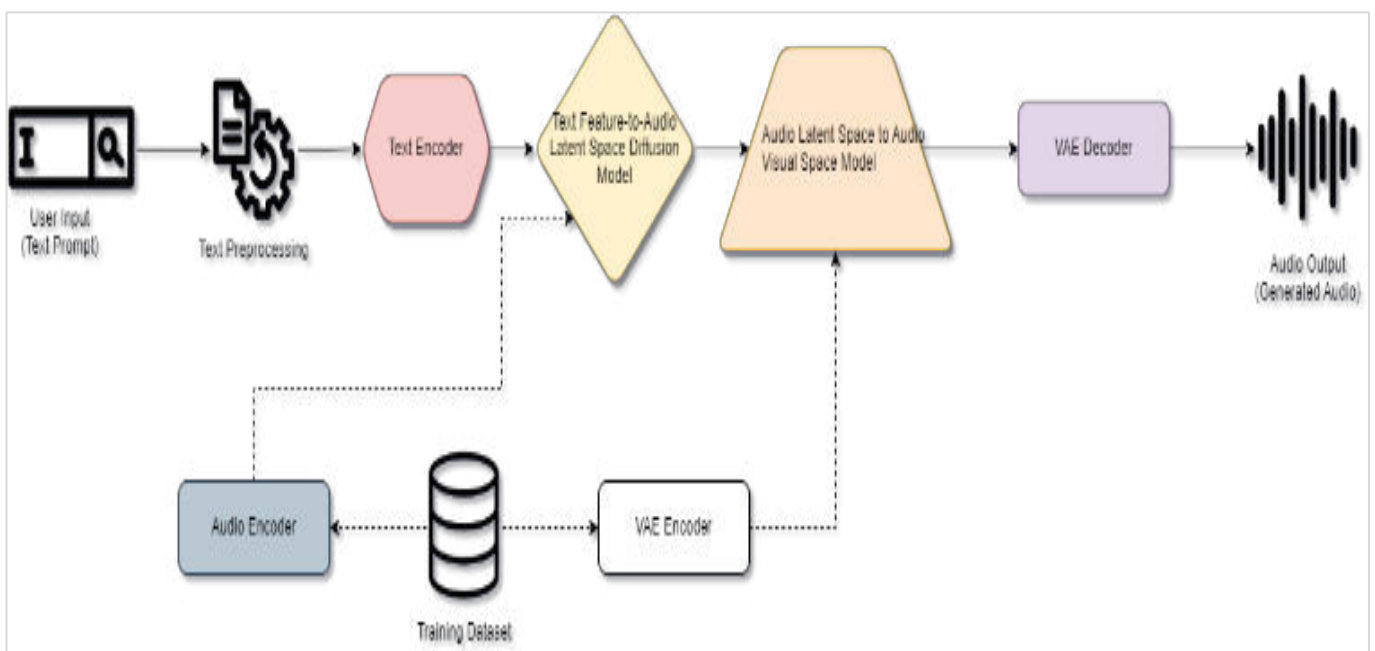 User Input
(Text Prompt)
Text Preprocessing
Text Encoder
Text Feature-to-Audio
Latent Space Diffusion
Model
Audio Latent Space to Audio
Visual Space Model
VAE Decoder
Audio Output
(Generated Audio)
Audio Encoder
Training Dataset
VAE Encoder